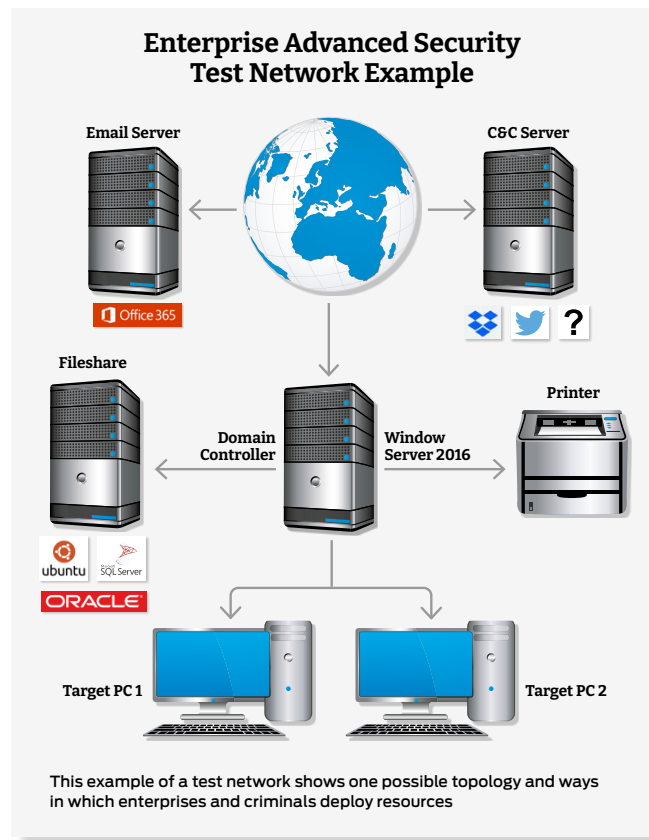 Enterprise Advanced Security
Test Network Example
Email Server
C&C Server
Office 365
?
Fileshare
Printer
Domain
Controller
Window
Server 2016
ubuntu
Microsoft
SQL Server
ORACLE
Target PC 1
Target PC 2
This example of a test network shows one possible topology and ways
in which enterprises and criminals deploy resources